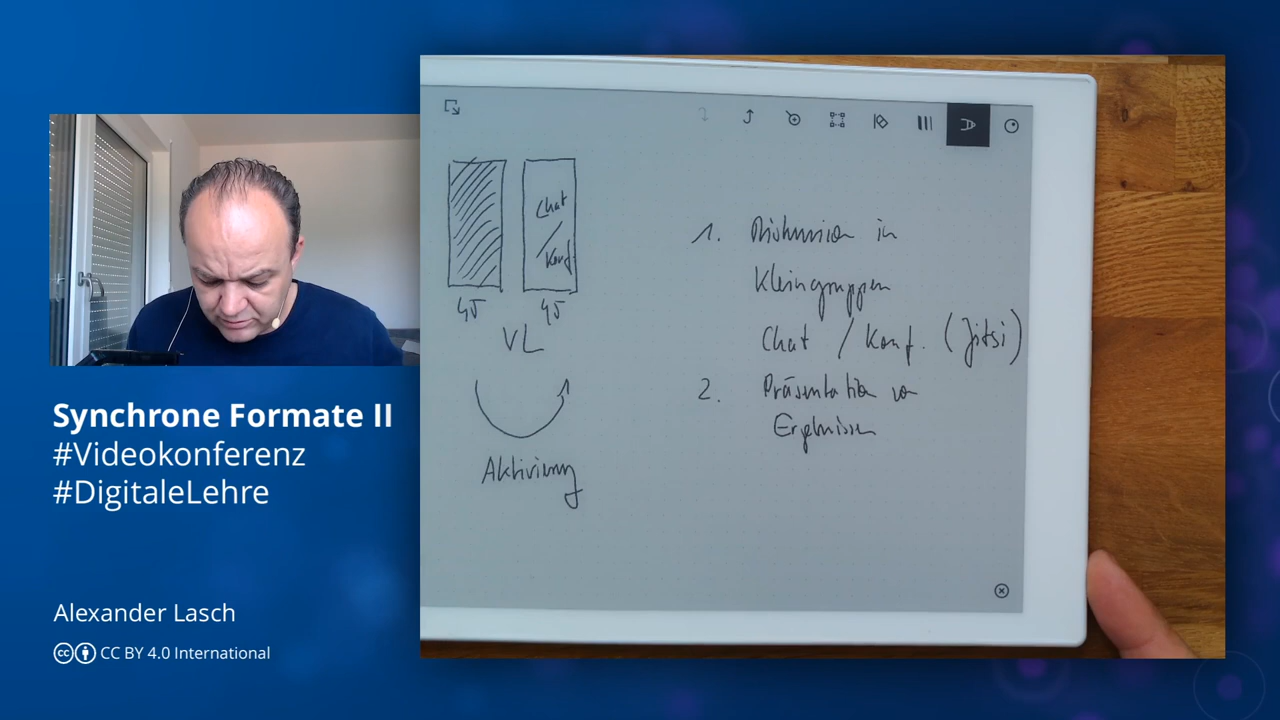 Chat
/
Konf.
45
45
VL
Aktivierung
1. Diskussion in
Kleingruppen
Chat / Konf. (Jitsi)
2. Präsentation von
Ergebnissen
Synchrone Formate II
#Videokonferenz
#DigitaleLehre
Alexander Lasch
CC BY 4.0 International